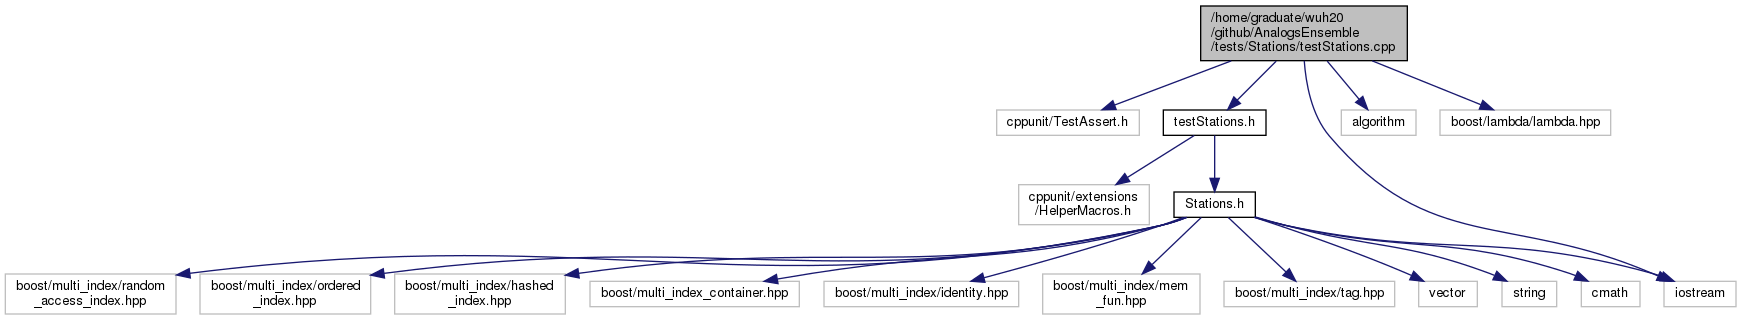 /home/graduate/wuh20
/github/AnalogsEnsemble
/tests/Stations/testStations.cpp
cppunit/TestAssert.h
testStations.h
algorithm
boost/lambda/lambda.hpp
cppunit/extensions
/HelperMacros.h
Stations.h
boost/multi_index/random
_access_index.hpp
boost/multi_index/ordered
_index.hpp
boost/multi_index/hashed
_index.hpp
boost/multi_index_container.hpp
boost/multi_index/identity.hpp
boost/multi_index/mem
_fun.hpp
boost/multi_index/tag.hpp
vector
string
cmath
iostream